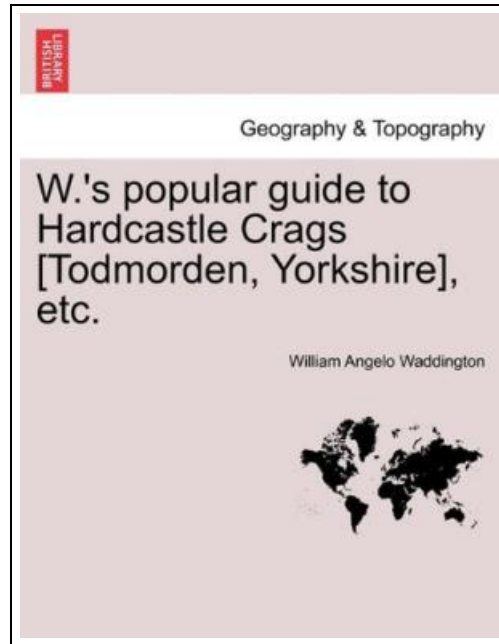 BRITISH
LIBRARY
Geography & Topography
W.'s popular guide to
Hardcastle Crags
[Todmorden, Yorkshire],
etc.
William Angelo Waddington